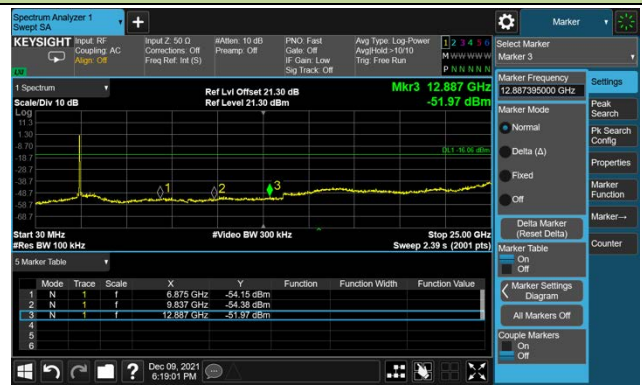 Spectrum Analyzer 1
Swept SA
Marker
KEYSIGHT
Input: RF
Coupling: AC
Align: Off
Input Z: 50 Ω
Corrections: Off
Freq Ref: Int (S)
#Atten: 10 dB
Preamp: Off
PNO: Fast
Gate: Off
IF Gain: Low
Sig Track: Off
Avg Type: Log-Power
Avg|Hold:>10/10
Trig: Free Run
1 2 3 4 5 6
M W W W W W
P N N N N N
1 Spectrum
Scale/Div 10 dB
Log
Ref Lvl Offset 21.30 dB
Ref Level 21.30 dBm
Mkr3 12.887 GHz
-51.97 dBm
11.3
1.30
-8.70
-18.7
-28.7
-38.7
-48.7
-58.7
-68.7
DL1 -16.06 dBm
1
2
3
Start 30 MHz
#Res BW 100 kHz
#Video BW 300 kHz
Stop 25.00 GHz
Sweep 2.39 s (2001 pts)
5 Marker Table
Mode Trace Scale X Y Function Function Width Function Value
1 N 1 f 6.875 GHz -54.15 dBm
2 N 1 f 9.837 GHz -54.38 dBm
3 N 1 f 12.887 GHz -51.97 dBm
4
5
6
Select Marker
Marker 3
Marker Frequency
12.887395000 GHz
Marker Mode
Normal
Delta (Δ)
Fixed
Off
Delta Marker
(Reset Delta)
Marker Table
On
Off
Marker Settings
Diagram
All Markers Off
Couple Markers
On
Off
Settings
Peak
Search
Pk Search
Config
Properties
Marker
Function
Marker→
Counter
Dec 09, 2021
6:19:01 PM